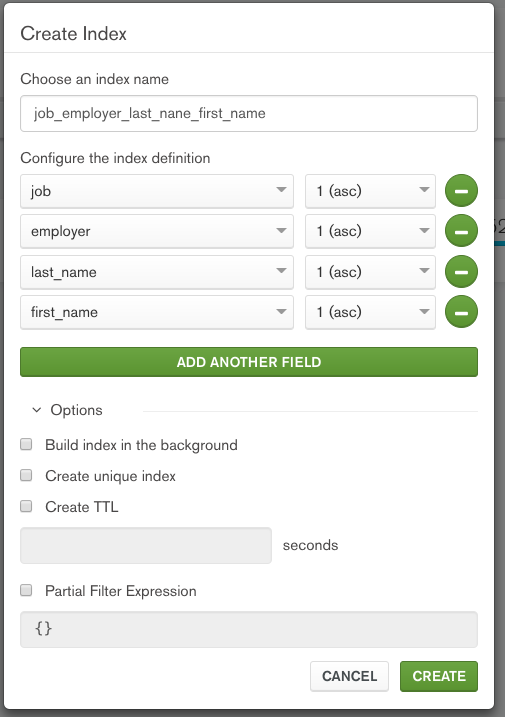 Create Index
Choose an index name
job_employer_last_nane_first_name
Configure the index definition
job 1 (asc)
employer 1 (asc)
last_name 1 (asc)
first_name 1 (asc)
ADD ANOTHER FIELD
Options
Build index in the background
Create unique index
Create TTL
seconds
Partial Filter Expression
{}
CANCEL CREATE